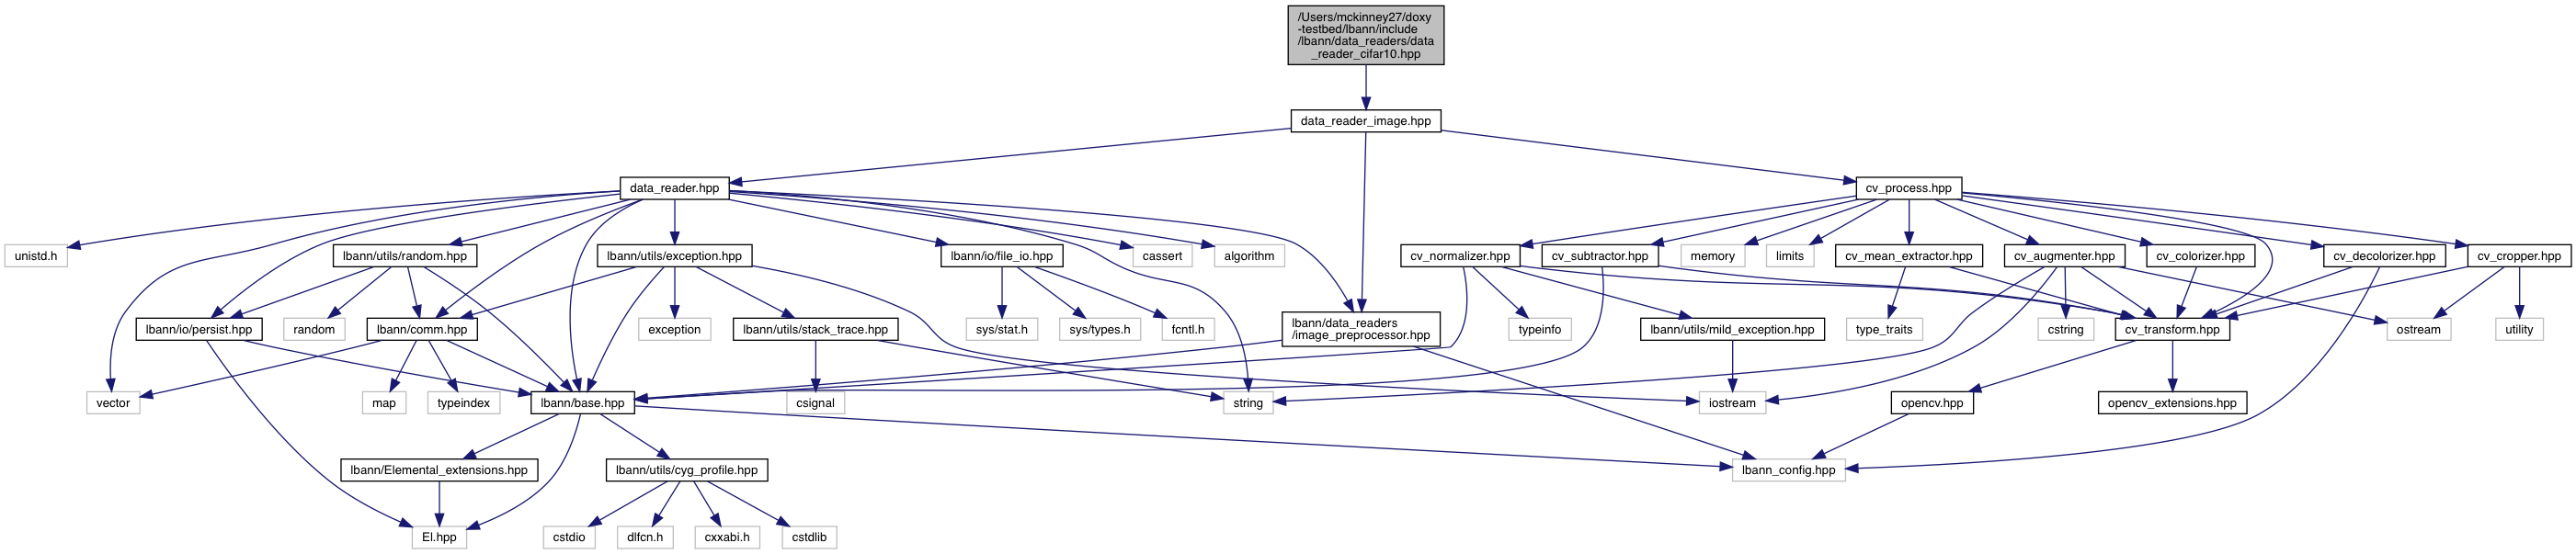 /Users/mckinney27/doxy
-testbed/lbann/include
/lbann/data_readers/data
_reader_cifar10.hpp
data_reader_image.hpp
data_reader.hpp
cv_process.hpp
unistd.h
lbann/utils/random.hpp
lbann/utils/exception.hpp
lbann/io/file_io.hpp
cassert
algorithm
cv_normalizer.hpp
cv_subtractor.hpp
memory
limits
cv_mean_extractor.hpp
cv_augmenter.hpp
cv_colorizer.hpp
cv_decolorizer.hpp
cv_cropper.hpp
lbann/io/persist.hpp
random
lbann/comm.hpp
exception
lbann/utils/stack_trace.hpp
sys/stat.h
sys/types.h
fcntl.h
lbann/data_readers
/image_preprocessor.hpp
typeinfo
lbann/utils/mild_exception.hpp
type_traits
cstring
cv_transform.hpp
ostream
utility
vector
map
typeindex
lbann/base.hpp
csignal
string
iostream
opencv.hpp
opencv_extensions.hpp
lbann/Elemental_extensions.hpp
lbann/utils/cyg_profile.hpp
lbann_config.hpp
El.hpp
cstdio
dlfcn.h
cxxabi.h
cstdlib